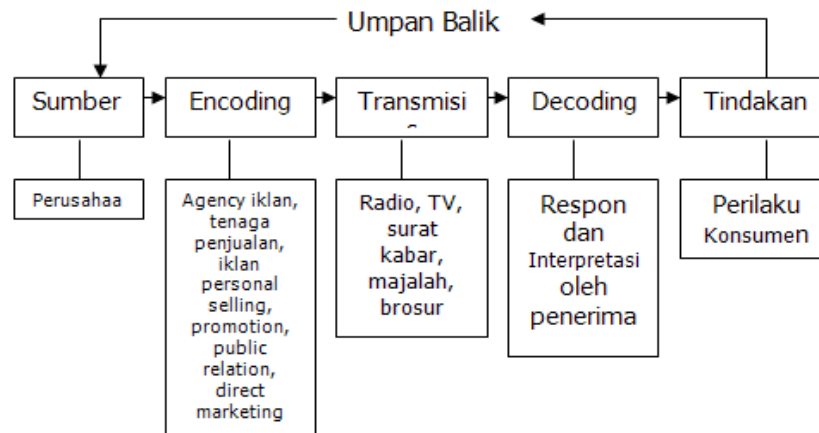 Umpan Balik
Sumber
Encoding
Transmisi
Decoding
Tindakan
Perusahaa
Agency iklan,
tenaga
penjualan,
iklan
personal
selling,
promotion,
public
relation,
direct
marketing
Radio, TV,
surat
kabar,
majalah,
brosur
Respon
dan
Interpretasi
oleh
penerima
Perilaku
Konsumen